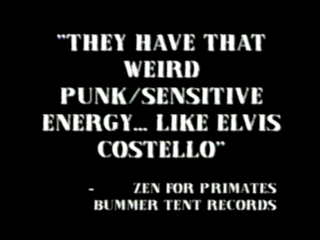 "THEY HAVE THAT
WEIRD
PUNK/SENSITIVE
ENERGY... LIKE ELVIS
COSTELLO"
- ZEN FOR PRIMATES
BUMMER TENT RECORDS